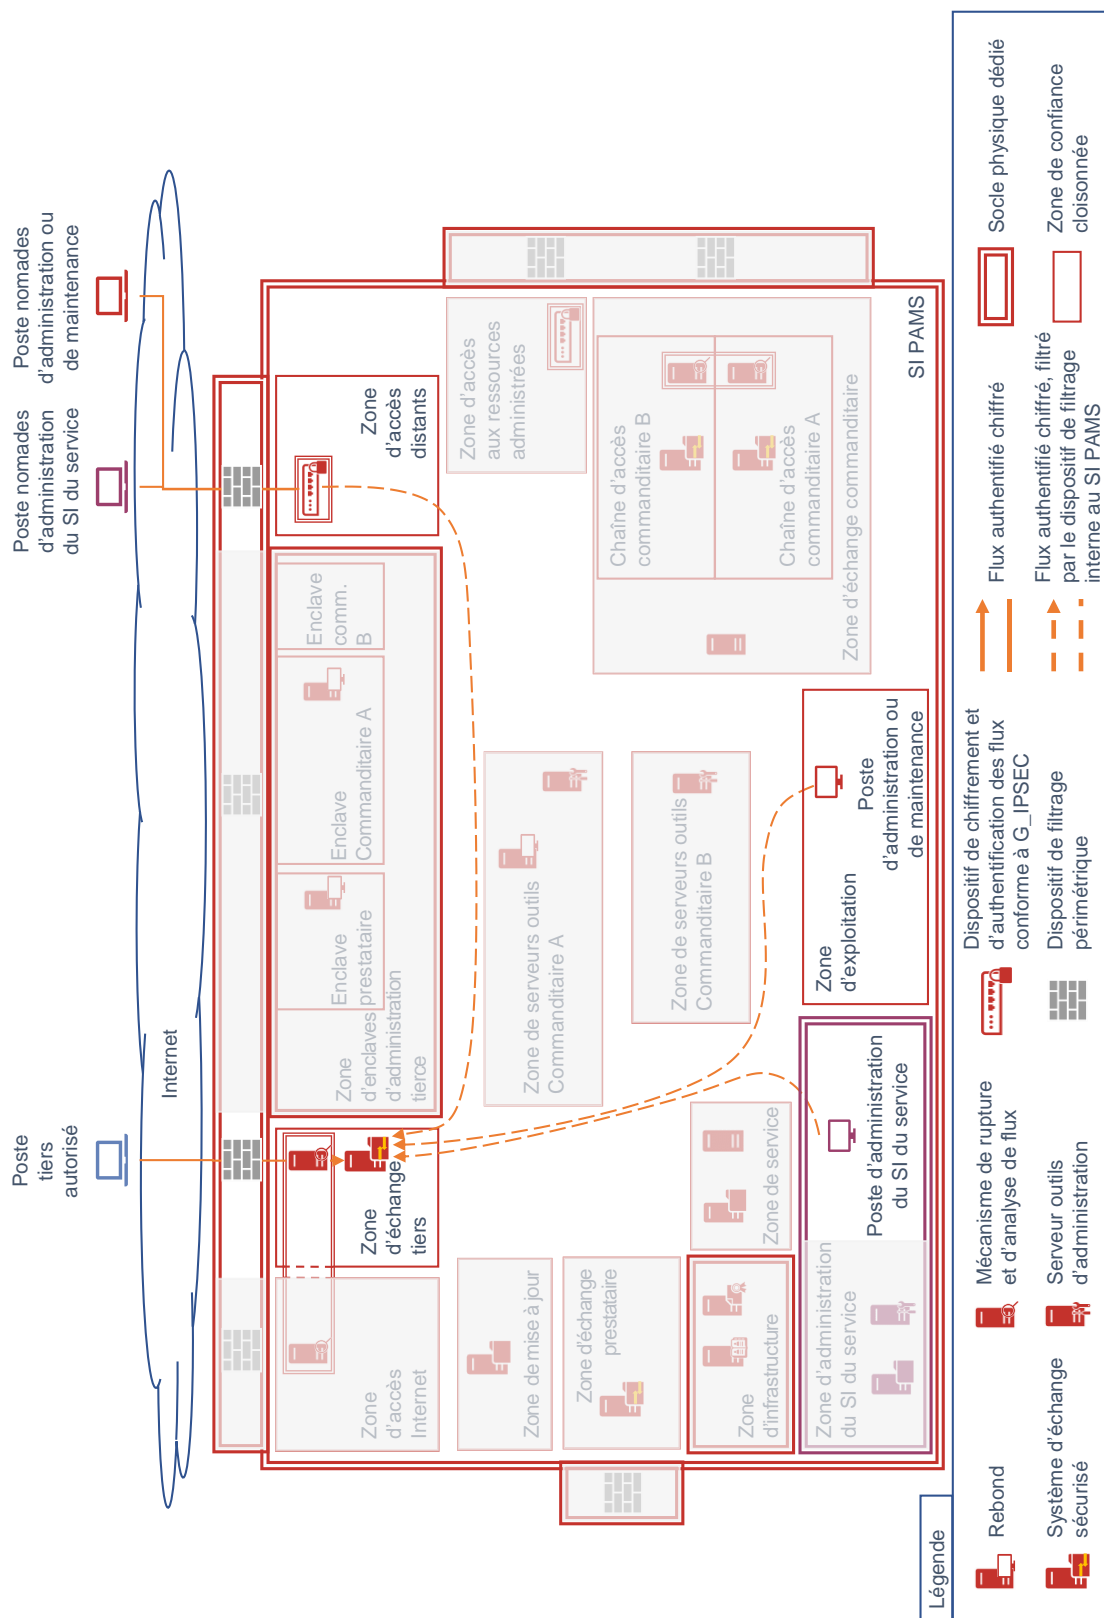 Poste
tiers
autorisé
Poste nomades
d'administration
du SI du service
Poste nomades
d'administration ou
de maintenance
Internet
Zone
d'accès
Internet
Zone
d'échange
tiers
Zone
d'enclaves
d'administration
tierce
Enclave
prestataire
Enclave
Commanditaire A
Enclave
comm.
B
Zone
d'accès
distants
Zone de mise à jour
Zone d'échange
prestataire
Zone de serveurs outils
Commanditaire A
Zone d'accès
aux ressources
administrées
Zone
d'infrastructure
Zone de service
Zone de serveurs outils
Commanditaire B
Chaîne d'accès
commanditaire B
Chaîne d'accès
commanditaire A
Zone d'échange commanditaire
Zone d'administration
du SI du service
Poste d'administration
du SI du service
Zone
d'exploitation
Poste
d'administration ou
de maintenance
SI PAMS
Légende
Rebond
Système d'échange
sécurisé
Mécanisme de rupture
et d'analyse de flux
Serveur outils
d'administration
Dispositif de chiffrement et
d'authentification des flux
conforme à G_IPSEC
Dispositif de filtrage
périmétrique
Flux authentifié chiffré
Flux authentifié chiffré, filtré
par le dispositif de filtrage
interne au SI PAMS
Socle physique dédié
Zone de confiance
cloisonnée